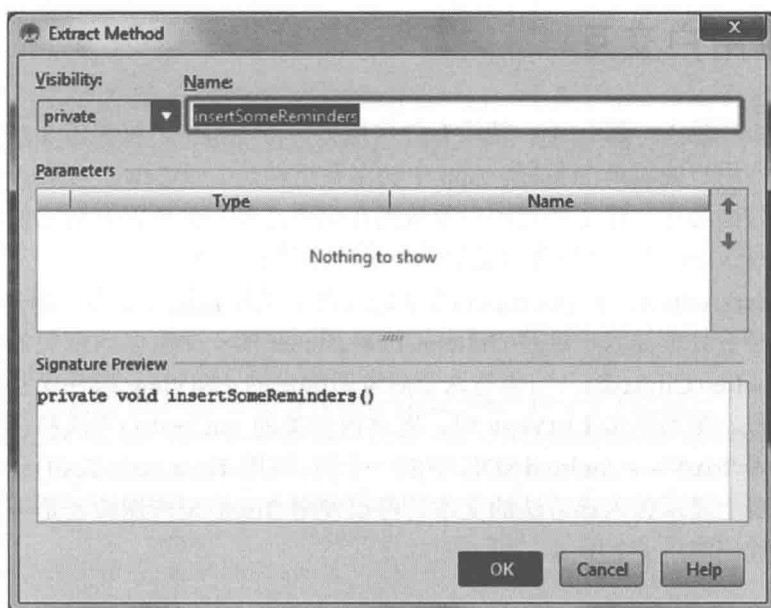 Extract Method
x
Visibility:
Name:
private
insertSomeReminders
Parameters
Type
Name
Nothing to show
Signature Preview
private void insertSomeReminders()
OK
Cancel
Help